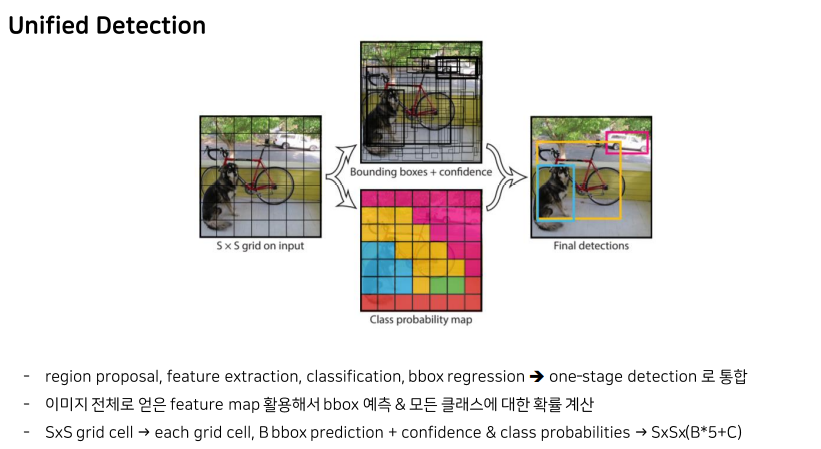 Unified Detection
Bounding boxes + confidence
S × S grid on input
Final detections
Class probability map
- region proposal, feature extraction, classification, bbox regression ➔ one-stage detection 로 통합
- 이미지 전체로 얻은 feature map 활용해서 bbox 예측 & 모든 클래스에 대한 확률 계산
- SxS grid cell → each grid cell, B bbox prediction + confidence & class probabilities → SxSx(B*5+C)